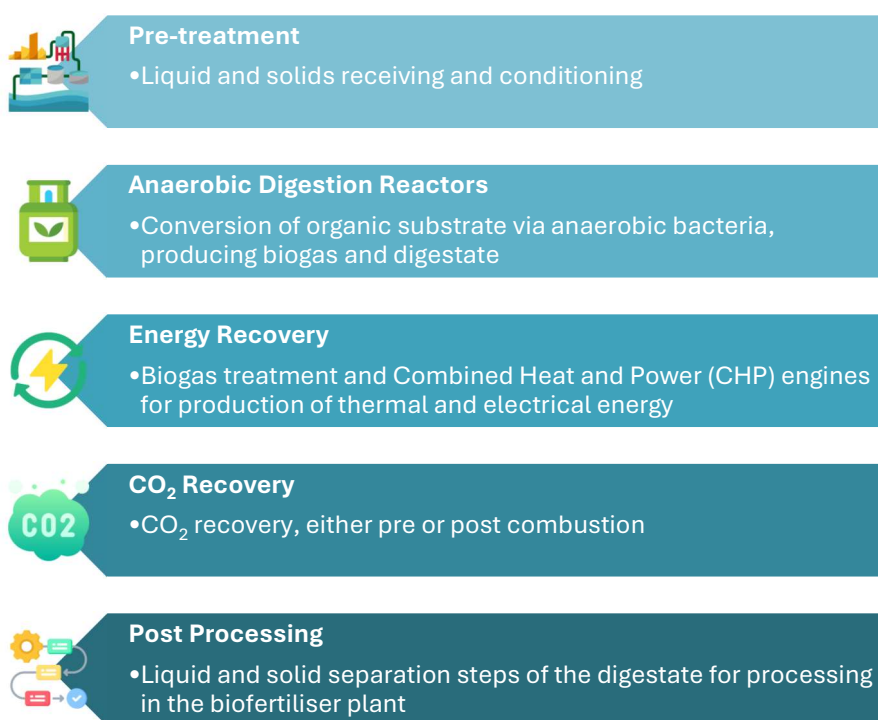 Pre-treatment
•Liquid and solids receiving and conditioning
Anaerobic Digestion Reactors
•Conversion of organic substrate via anaerobic bacteria,
producing biogas and digestate
Energy Recovery
•Biogas treatment and Combined Heat and Power (CHP) engines
for production of thermal and electrical energy
CO2
CO₂ Recovery
•CO₂ recovery, either pre or post combustion
Post Processing
•Liquid and solid separation steps of the digestate for processing
in the biofertiliser plant